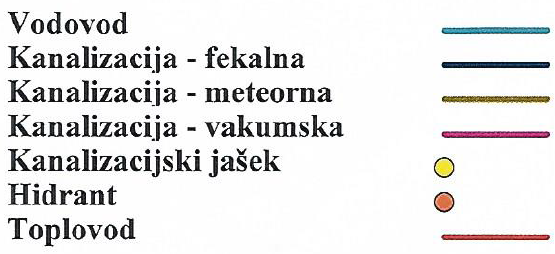 Vodovod
Kanalizacija - fekalna
Kanalizacija - meteorna
Kanalizacija - vakumska
Kanalizacijski jašek
Hidrant
Toplovod